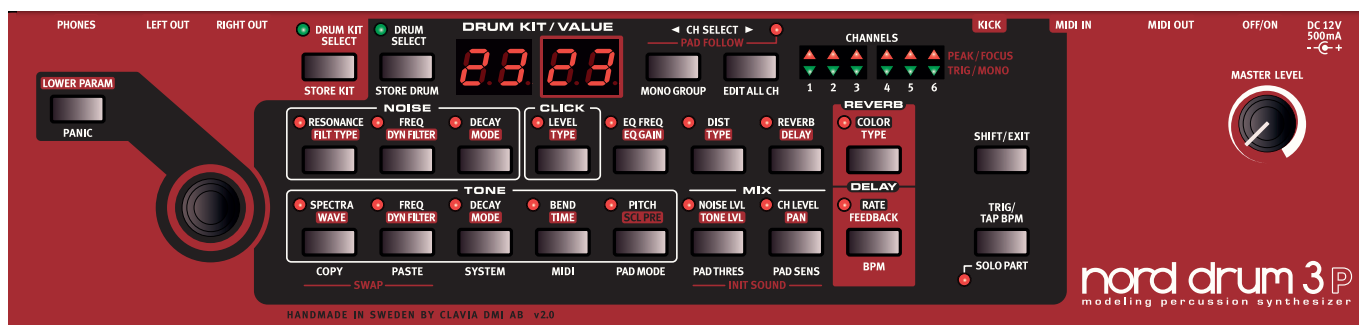 PHONES LEFT OUT RIGHT OUT KICK MIDI IN MIDI OUT OFF/ON DC 12V
500mA
DRUM KIT
SELECT
STORE KIT
DRUM
SELECT
STORE DRUM
DRUM KIT/VALUE
23 23
CH SELECT
PAD FOLLOW
MONO GROUP EDIT ALL CH
CHANNELS
PEAK/FOCUS
TRIG/MONO
1 2 3 4 5 6
LOWER PARAM
PANIC
MASTER LEVEL
NOISE
RESONANCE FREQ DECAY
FILT TYPE DYN FILTER MODE
CLICK
LEVEL
TYPE
EQ FREQ DIST REVERB
EQ GAIN TYPE DELAY
REVERB
COLOR
TYPE
SHIFT/EXIT
TONE
SPECTRA FREQ DECAY BEND PITCH
WAVE DYN FILTER MODE TIME SCL PRE
MIX
NOISE LVL CH LEVEL
TONE LVL PAN
DELAY
RATE
FEEDBACK
TRIG/
TAP BPM
COPY PASTE SYSTEM MIDI PAD MODE PAD THRES PAD SENS BPM
SOLO PART
SWAP INIT SOUND
nord drum 3P
modeling percussion synthesizer
HANDMADE IN SWEDEN BY CLAVIA DMI AB v2.0